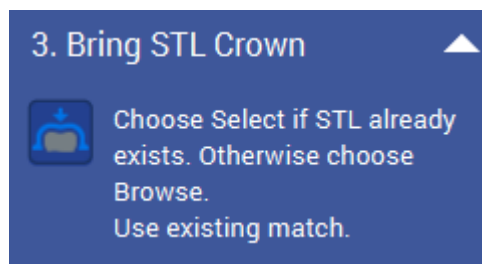 3. Bring STL Crown
Choose Select if STL already
exists. Otherwise choose
Browse.
Use existing match.